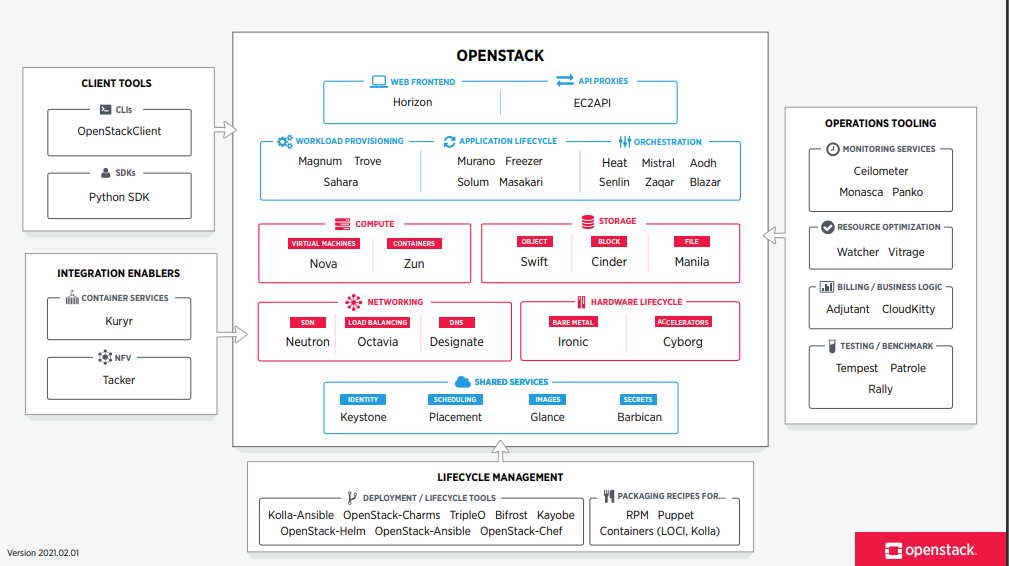 OPENSTACK
WEB FRONTEND
API PROXIES
Horizon
EC2API
WORKLOAD PROVISIONING
APPLICATION LIFECYCLE
ORCHESTRATION
Magnum Trove
Sahara
Murano Freezer
Solum Masakari
Heat Mistral Aodh
Senlin Zaqar Blazar
COMPUTE
VIRTUAL MACHINES
CONTAINERS
Nova
Zun
STORAGE
OBJECT
BLOCK
FILE
Swift
Cinder
Manila
NETWORKING
SDN
LOAD BALANCING
DNS
Neutron
Octavia
Designate
HARDWARE LIFECYCLE
BARE METAL
ACCELERATORS
Ironic
Cyborg
SHARED SERVICES
IDENTITY
SCHEDULING
IMAGES
SECRETS
Keystone
Placement
Glance
Barbican
CLIENT TOOLS
CLIs
OpenStackClient
SDKs
Python SDK
INTEGRATION ENABLERS
CONTAINER SERVICES
Kuryr
NFV
Tacker
OPERATIONS TOOLING
MONITORING SERVICES
Ceilometer
Monasca Panko
RESOURCE OPTIMIZATION
Watcher Vitrage
BILLING / BUSINESS LOGIC
Adjutant CloudKitty
TESTING / BENCHMARK
Tempest Patrole
Rally
LIFECYCLE MANAGEMENT
DEPLOYMENT / LIFECYCLE TOOLS
Kolla-Ansible OpenStack-Charms TripleO Bifrost Kayobe
OpenStack-Helm OpenStack-Ansible OpenStack-Chef
PACKAGING RECIPES FOR...
RPM Puppet
Containers (LOCI, Kolla)
Version 2021.02.01
openstack.